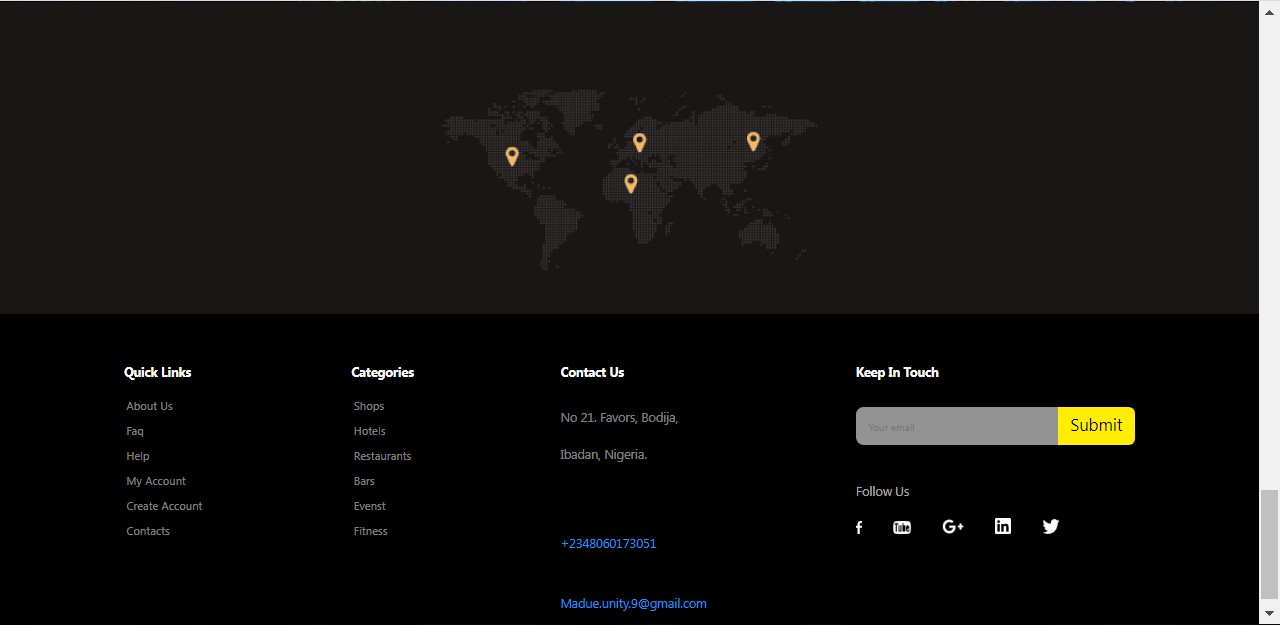 Quick Links
About Us
Faq
Help
My Account
Create Account
Contacts
Categories
Shops
Hotels
Restaurants
Bars
Evenst
Fitness
Contact Us
No 21. Favors, Bodija,
Ibadan, Nigeria.
+2348060173051
Madue.unity.9@gmail.com
Keep In Touch
Your email
Submit
Follow Us
f
You Tube
G+
in